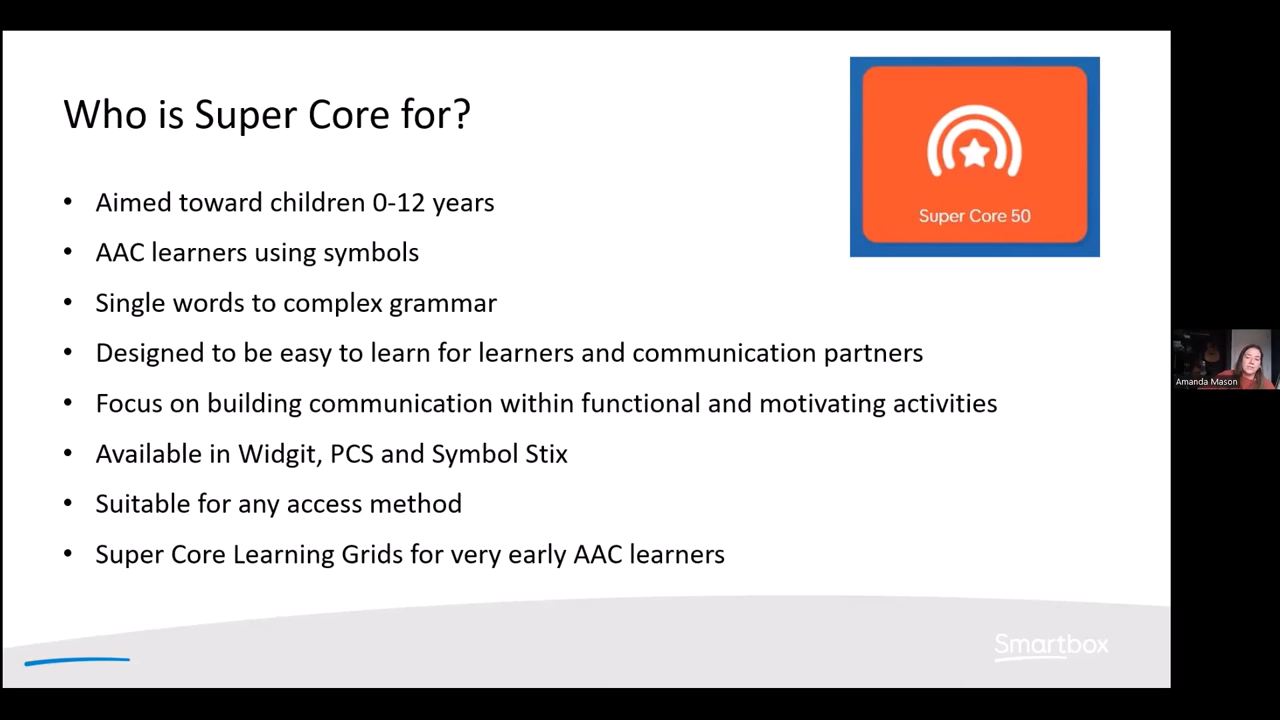 Who is Super Core for?
Super Core 50
• Aimed toward children 0-12 years
• AAC learners using symbols
• Single words to complex grammar
• Designed to be easy to learn for learners and communication partners
• Focus on building communication within functional and motivating activities
• Available in Widgit, PCS and Symbol Stix
• Suitable for any access method
• Super Core Learning Grids for very early AAC learners
Amanda Mason
Smartbox